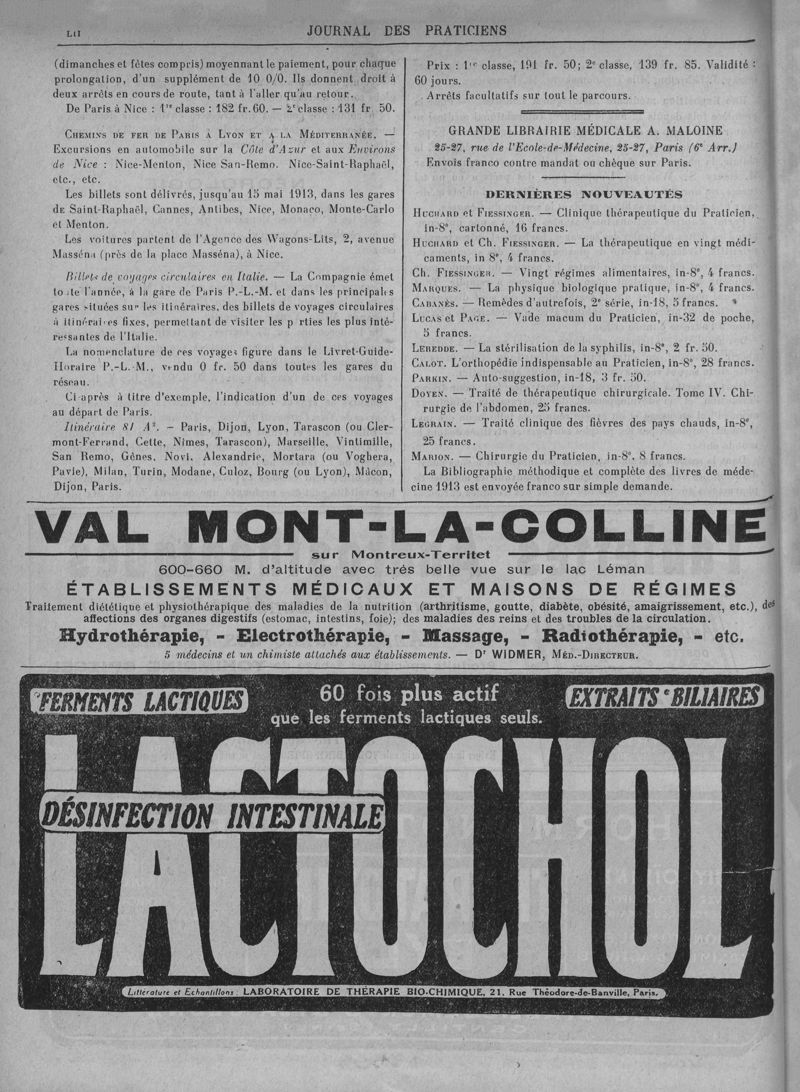 LII
JOURNAL DES PRATICIENS
(dimanches et fêtes compris) moyennant le paiement, pour chaque
prolongation, d'un supplément de 10 0/0. Ils donnent droit à
deux arrêts en cours de route, tant à l'aller qu'au retour.
De Paris à Nice : 1re classe : 182 fr. 60. — 2e classe : 131 fr. 50.
CHEMINS DE FER DE PARIS A LYON ET A LA MÉDITERRANÉE. —
Excursions en automobile sur la Côte d'Azur et aux Environs
de Nice : Nice-Menton, Nice San-Remo. Nice-Saint-Raphaël,
etc., etc.
Les billets sont délivrés, jusqu'au 15 mai 1913, dans les gares
de Saint-Raphaël, Cannes, Antibes, Nice, Monaco, Monte-Carlo
et Menton.
Les voitures partent de l'Agence des Wagons-Lits, 2, avenue
Masséna (près de la place Masséna), à Nice.
Billets de voyages circulaires en Italie. — La Compagnie émet
toute l'année, à la gare de Paris P.-L.-M. et dans les principales
gares situées sur les itinéraires, des billets de voyages circulaires
à itinéraires fixes, permettant de visiter les p rties les plus inté-
ressantes de l'Italie.
La nomenclature de ces voyages figure dans le Livret-Guide-
Horaire P.-L.-M., vendu 0 fr. 50 dans toutes les gares du
réseau.
Ci-après à titre d'exemple, l'indication d'un de ces voyages
au départ de Paris.
Itinéraire 81 A². — Paris, Dijon, Lyon, Tarascon (ou Cler-
mont-Ferrand, Cette, Nimes, Tarascon), Marseille, Vintimille,
San Remo, Gênes, Novi, Alexandrie, Mortara (ou Voghera,
Pavie), Milan, Turin, Modane, Culoz, Bourg (ou Lyon), Mâcon,
Dijon, Paris.
Prix : 1re classe, 191 fr. 50; 2e classe, 139 fr. 85. Validité :
60 jours.
Arrêts facultatifs sur tout le parcours.
GRANDE LIBRAIRIE MÉDICALE A. MALOINE
25-27, rue de l'Ecole-de-Médecine, 25-27, Paris (6e Arr.)
Envois franco contre mandat ou chèque sur Paris.
DERNIÈRES NOUVEAUTÉS
HUCHARD et FIESSINGER. — Clinique thérapeutique du Praticien,
in-8°, cartonné, 16 francs.
HUCHARD et CH. FIESSINGER. — La thérapeutique en vingt médi-
caments, in 8°, 4 francs.
CH. FIESSINGER. — Vingt régimes alimentaires, in-8°, 4 francs.
MARQUES. — La physique biologique pratique, in-8°, 4 francs.
CABANÈS. — Remèdes d'autrefois, 2e série, in-18, 5 francs.
LUCAS et PAGE. — Vade macum du Praticien, in-32 de poche,
5 francs.
LEREDDE. — La stérilisation de la syphilis, in-8°, 2 fr. 50.
CALOT. L'orthopédie indispensable au Praticien, in-8°, 28 francs.
PARKIN. — Auto-suggestion, in-18, 3 fr. 50.
DOYEN. — Traité de thérapeutique chirurgicale. Tome IV. Chi-
rurgie de l'abdomen, 25 francs.
LEGRAIN. — Traité clinique des fièvres des pays chauds, in-8°,
25 francs.
MARION. — Chirurgie du Praticien, in-8°. 8 francs.
La Bibliographie méthodique et complète des livres de méde-
cine 1913 est envoyée franco sur simple demande.
VAL MONT-LA-COLLINE
sur Montreux-Territet
600-660 M. d'altitude avec très belle vue sur le lac Léman
ÉTABLISSEMENTS MÉDICAUX ET MAISONS DE RÉGIMES
Traitement diététique et physiothérapique des maladies de la nutrition (arthritisme, goutte, diabète, obésité, amaigrissement, etc.), des
affections des organes digestifs (estomac, intestins, foie); des maladies des reins et des troubles de la circulation.
Hydrothérapie, - Electrothérapie, - Massage, - Radiothérapie, - etc.
5 médecins et un chimiste attachés aux établissements. — Dr WIDMER, MÉD.-DIRECTEUR.
FERMENTS LACTIQUES
60 fois plus actif
que les ferments lactiques seuls.
EXTRAITS BILIAIRES
LACTOCHOL
DÉSINFECTION INTESTINALE
Littérature et Echantillons : LABORATOIRE DE THÉRAPIE BIO-CHIMIQUE, 21, Rue Théodore-de-Banville, Paris.